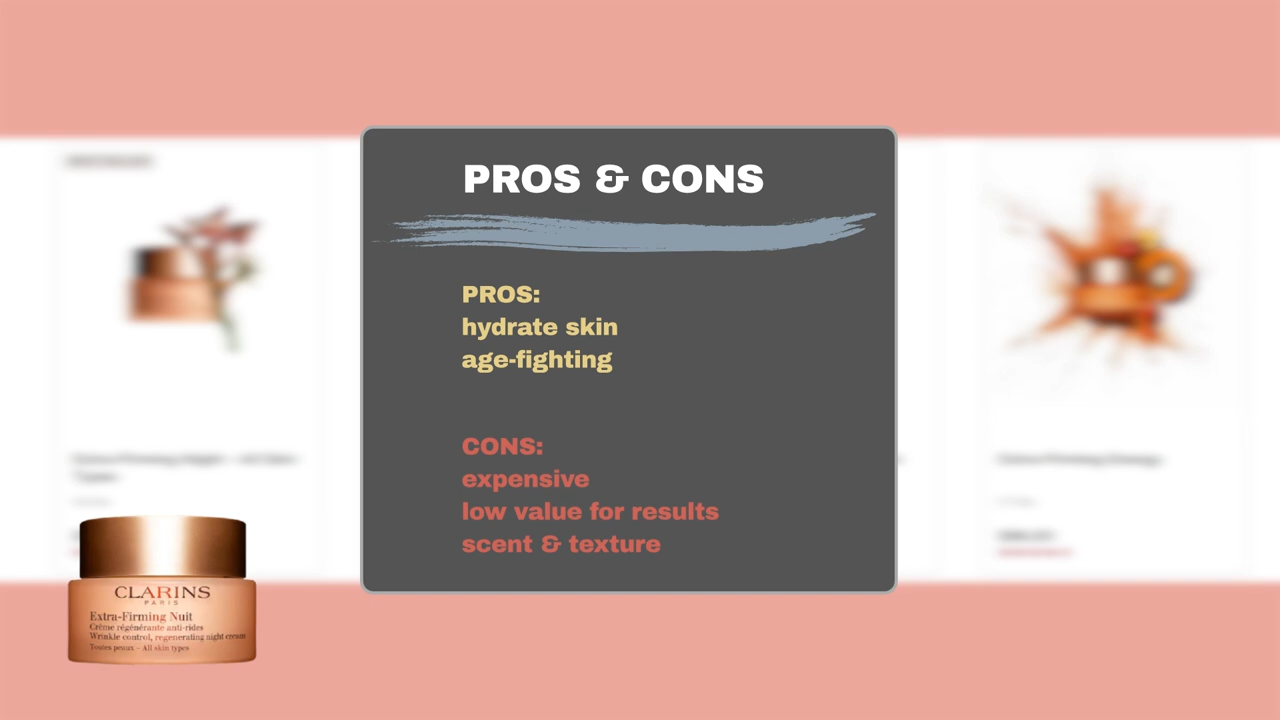 PROS & CONS
PROS:
hydrate skin
age-fighting
CONS:
expensive
low value for results
scent & texture
CLARINS
PARIS
Extra-Firming Nuit
Crème régénérante anti-rides
Wrinkle control, regenerating night cream
Toutes peaux - All skin types